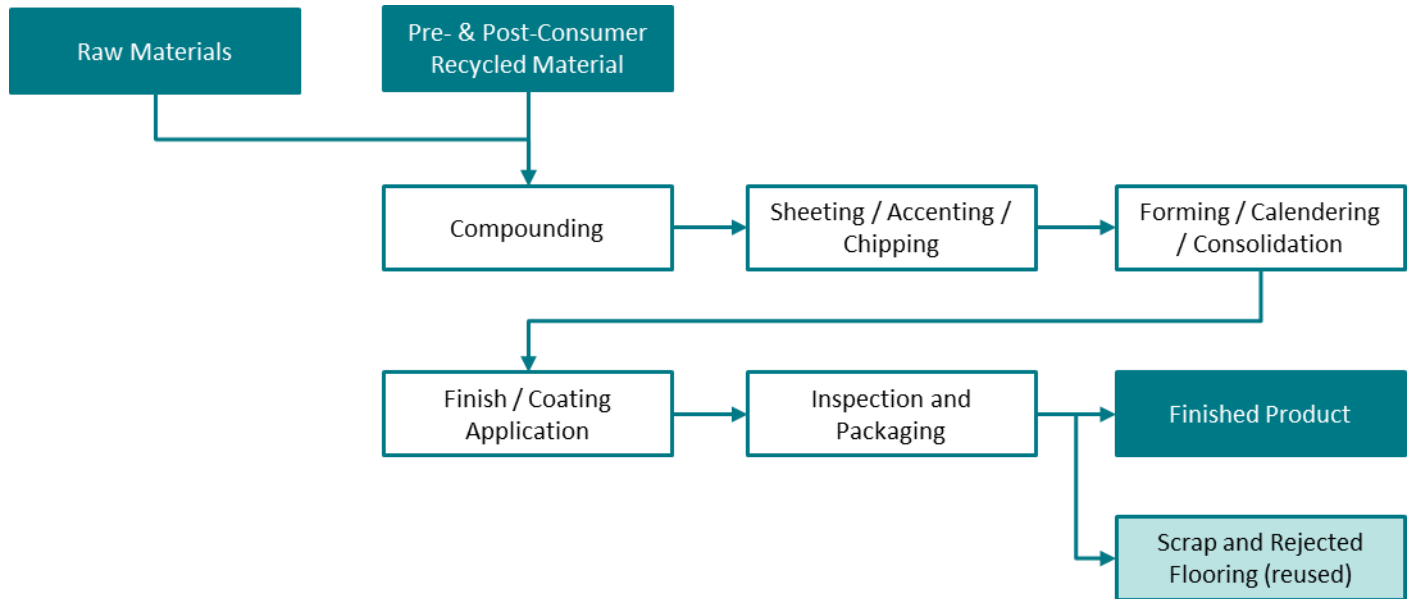 Raw Materials
Pre- & Post-Consumer
Recycled Material
Compounding
Sheeting / Accenting /
Chipping
Forming / Calendering
/ Consolidation
Finish / Coating
Application
Inspection and
Packaging
Finished Product
Scrap and Rejected
Flooring (reused)